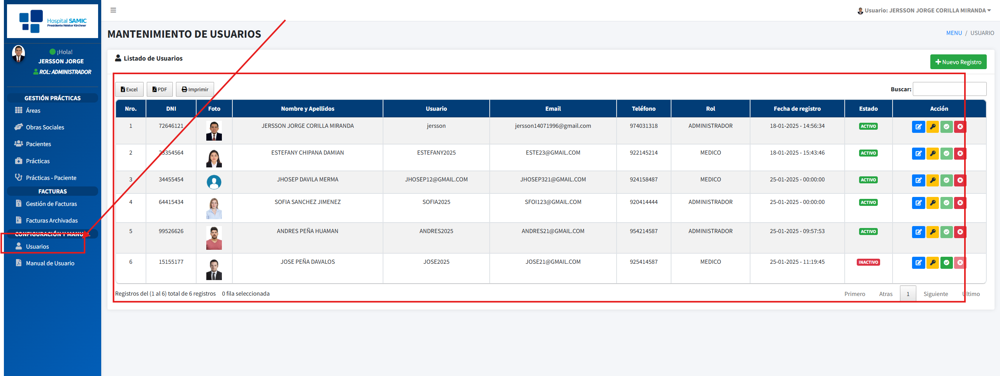 Hospital SAMIC
Presidente Néstor Kirchner
Usuario: JERSSON JORGE CORILLA MIRANDA
¡Hola!
JERSSON JORGE
ROL: ADMINISTRADOR
GESTIÓN PRÁCTICAS
Áreas
Obras Sociales
Pacientes
Prácticas
Prácticas - Paciente
FACTURAS
Gestión de Facturas
Facturas Archivadas
CONFIGURACIÓN Y MANUAL
Usuarios
Manual de Usuario
MANTENIMIENTO DE USUARIOS
MENU / USUARIO
Listado de Usuarios
Nuevo Registro
Excel PDF Imprimir Buscar:
Nro. DNI Foto Nombre y Apellidos Usuario Email Teléfono Rol Fecha de registro Estado Acción
1 72646121 JERSSON JORGE CORILLA MIRANDA jersson jersson14071996@gmail.com 974031318 ADMINISTRADOR 18-01-2025 - 14:56:34 ACTIVO
2 23354564 ESTEFANY CHIPANA DAMIAN ESTEFANY2025 ESTE23@GMAIL.COM 922145214 MEDICO 18-01-2025 - 15:43:46 ACTIVO
3 34455454 JHOSEP DAVILA MERMA JHOSEP12@GMAIL.COM JHOSEP321@GMAIL.COM 924158487 MEDICO 25-01-2025 - 00:00:00 ACTIVO
4 64415434 SOFIA SANCHEZ JIMENEZ SOFIA2025 SFOI123@GMAIL.COM 920414444 ADMINISTRADOR 25-01-2025 - 00:00:00 ACTIVO
5 99526626 ANDRES PEÑA HUAMAN ANDRES2025 ANDRES21@GMAIL.COM 954214587 ADMINISTRADOR 25-01-2025 - 09:57:53 ACTIVO
6 15155177 JOSE PEÑA DAVALOS JOSE2025 JOSE21@GMAIL.COM 925414587 MEDICO 25-01-2025 - 11:19:45 INACTIVO
Registros del (1 al 6) total de 6 registros 0 fila seleccionada
Primero Atras 1 Siguiente Ultimo